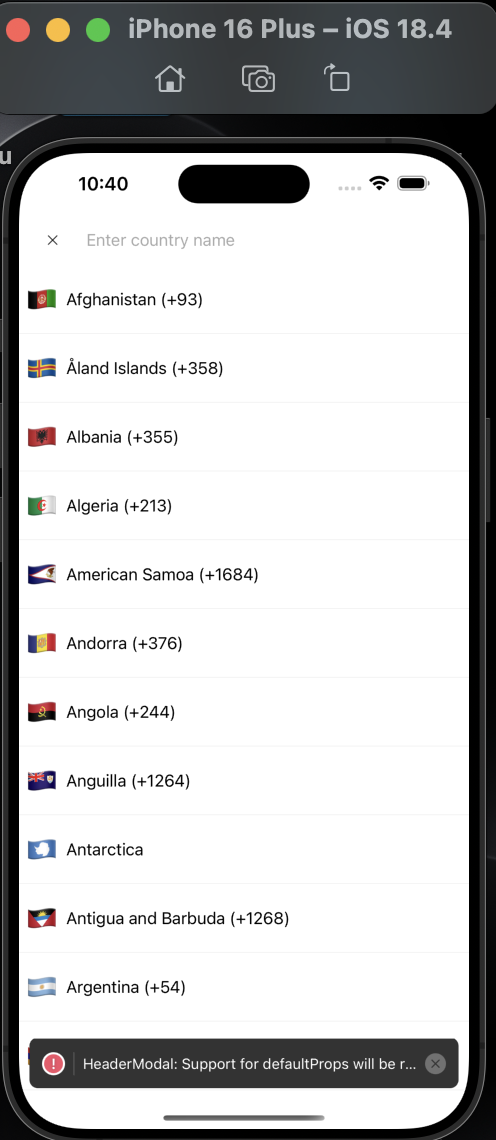 iPhone 16 Plus – iOS 18.4
u
10:40
Enter country name
Afghanistan (+93)
Åland Islands (+358)
Albania (+355)
Algeria (+213)
American Samoa (+1684)
Andorra (+376)
Angola (+244)
Anguilla (+1264)
Antarctica
Antigua and Barbuda (+1268)
Argentina (+54)
HeaderModal: Support for defaultProps will be r...